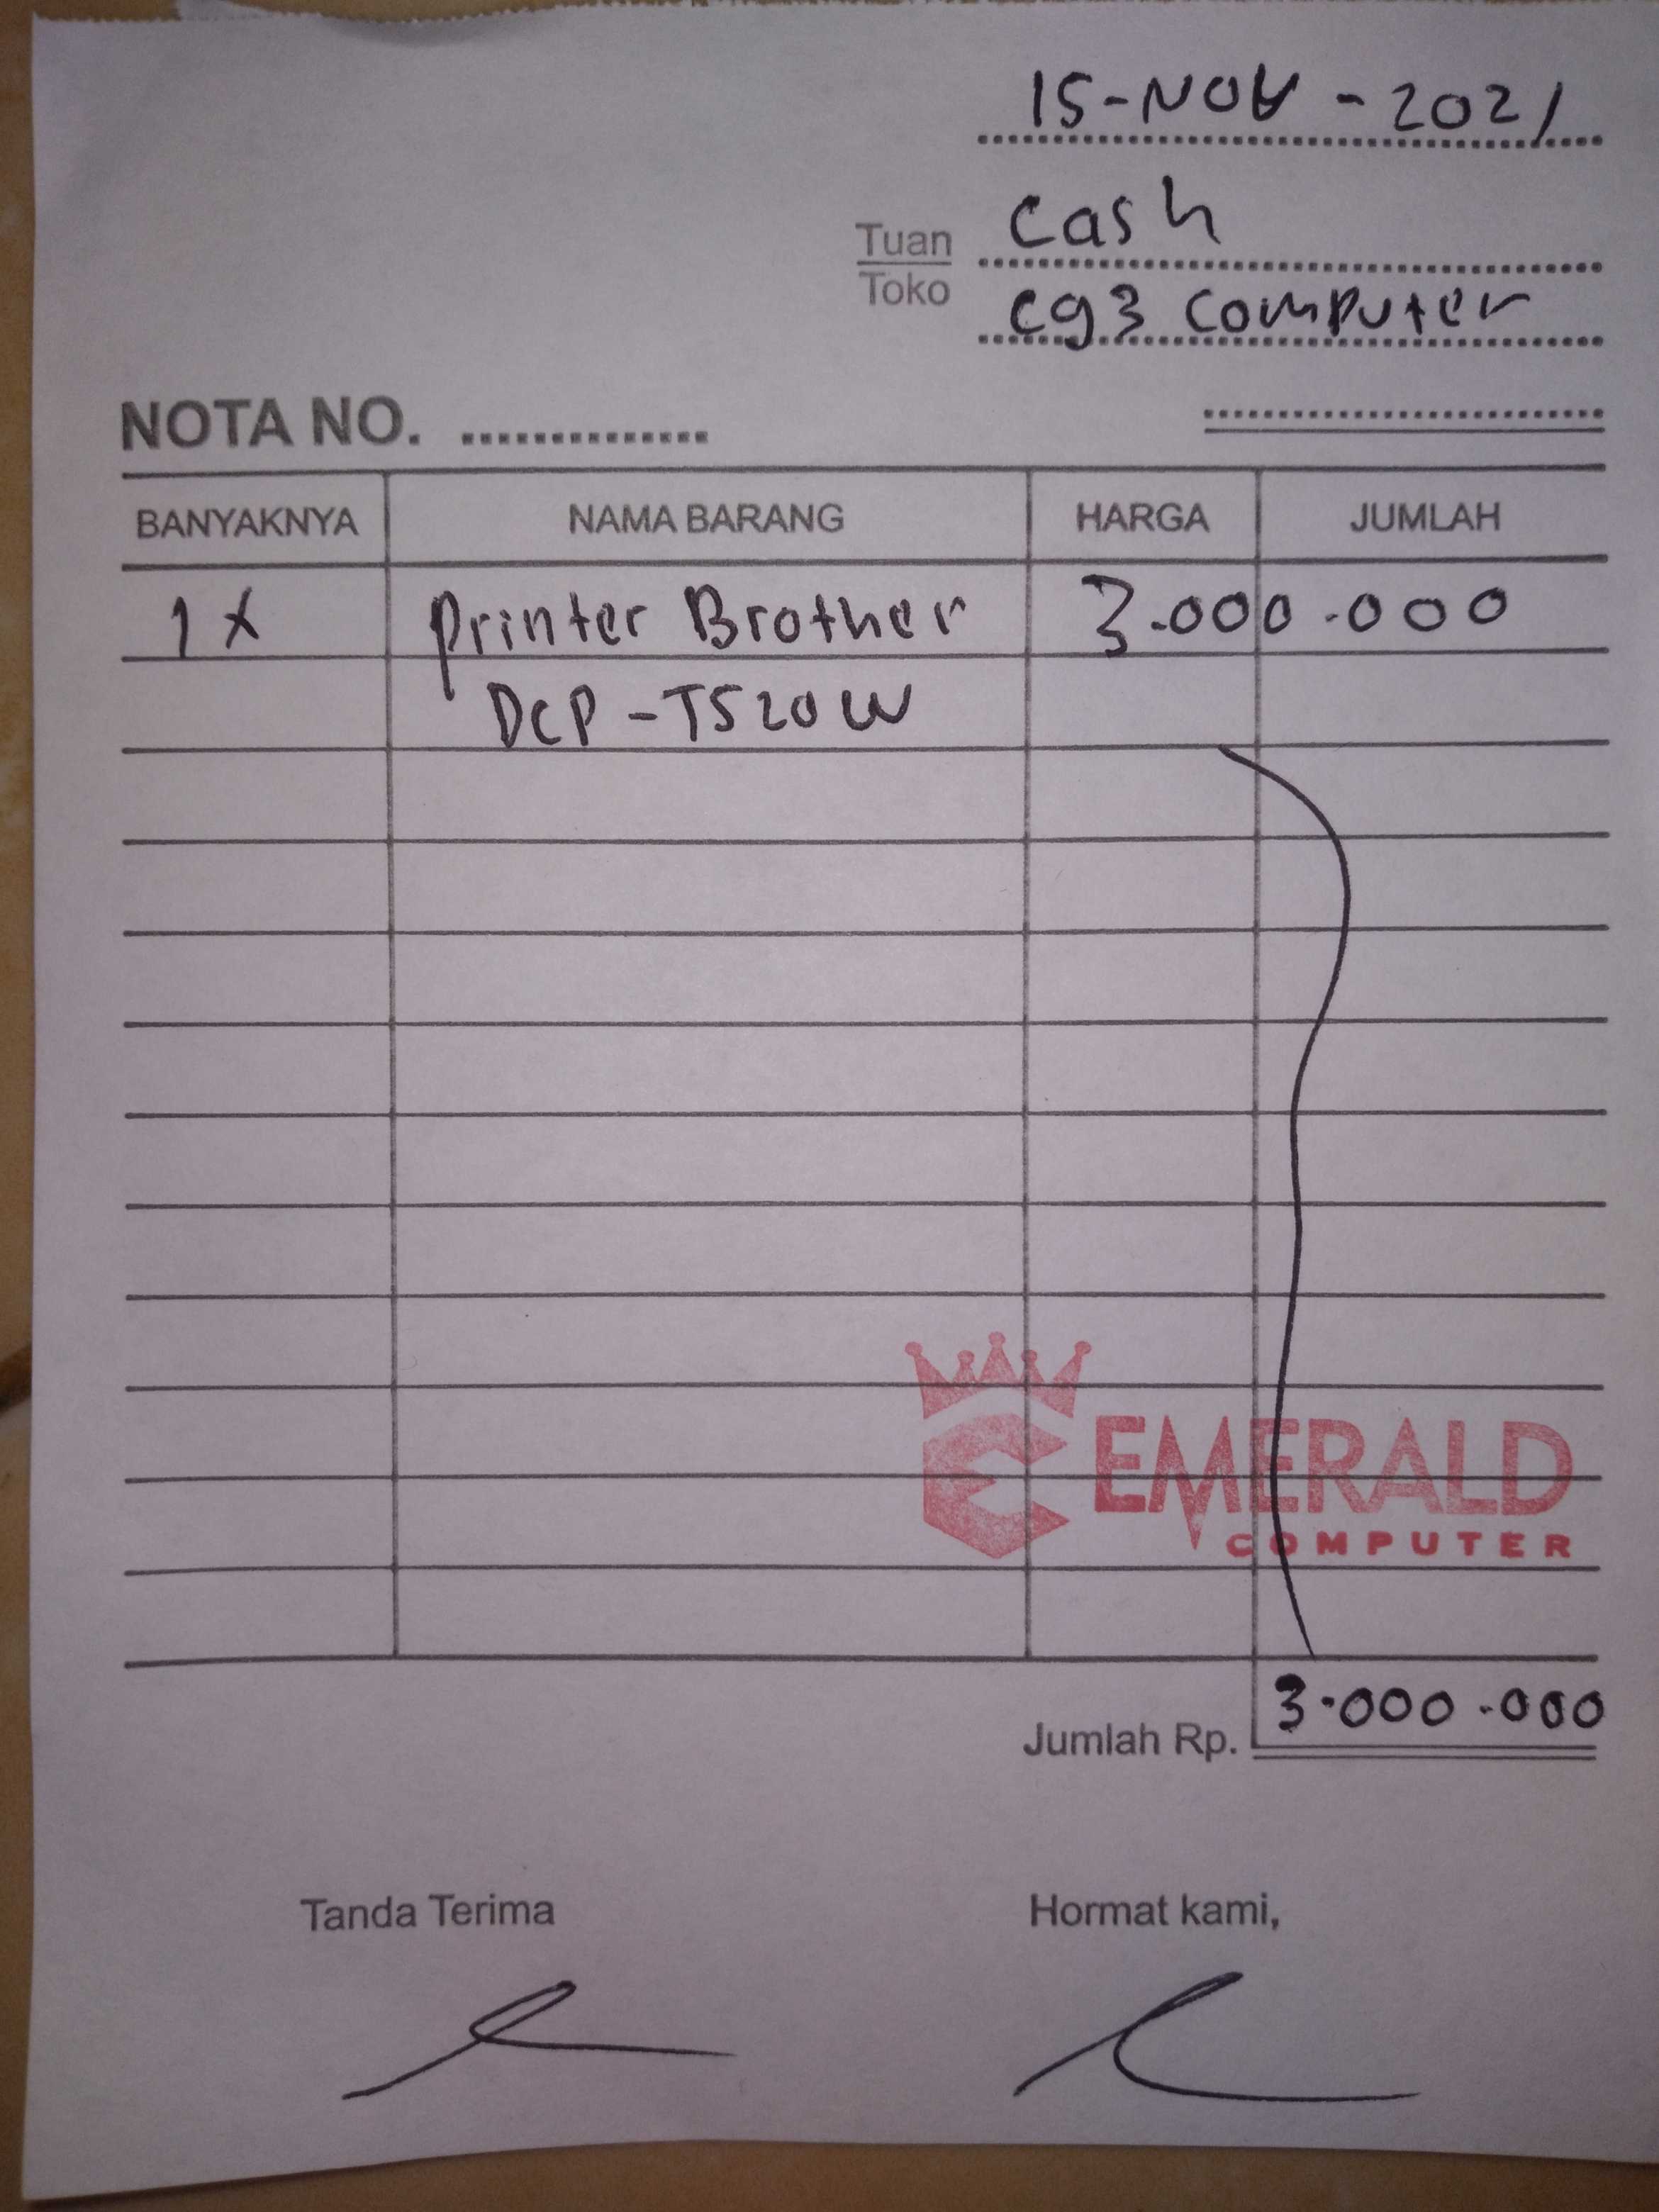 15-NOV-2021
Tuan Cash
Toko cg3 computer
NOTA NO. ..............
BANYAKNYA NAMA BARANG HARGA JUMLAH
1x Printer Brother 3.000.000
DCP-T520W
EMERALD
COMPUTER
Jumlah Rp. 3.000.000
Tanda Terima Hormat kami,